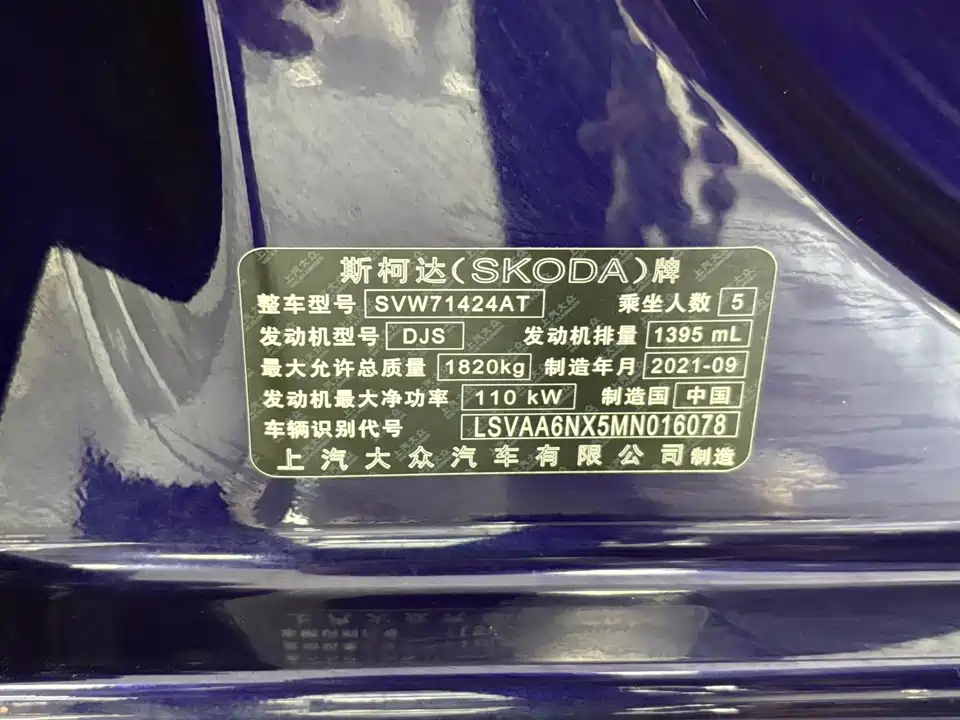 斯柯达(SKODA)牌
整车型号 SVW71424AT 乘坐人数 5
发动机型号 DJS 发动机排量 1395 mL
最大允许总质量 1820kg 制造年月 2021-09
发动机最大净功率 110 kW 制造国 中国
车辆识别代号 LSVAA6NX5MN016078
上汽大众汽车有限公司制造